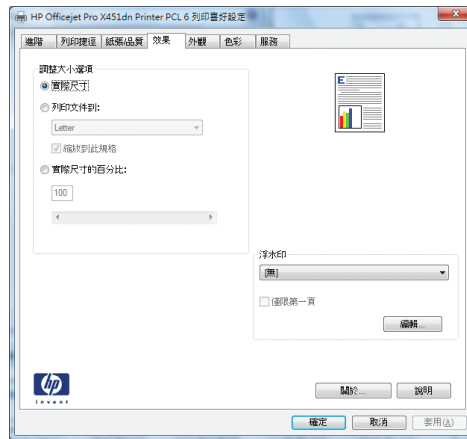 HP Officejet Pro X451dn Printer PCL 6 列印喜好設定
進階 列印捷徑 紙張/品質 效果 外觀 色彩 服務
調整大小選項
實際尺寸
列印文件到:
Letter
縮放到此規格
實際尺寸的百分比:
100
E
浮水印
[無]
僅限第一頁
編輯...
hp
invent
關於... 說明
確定 取消 套用(A)